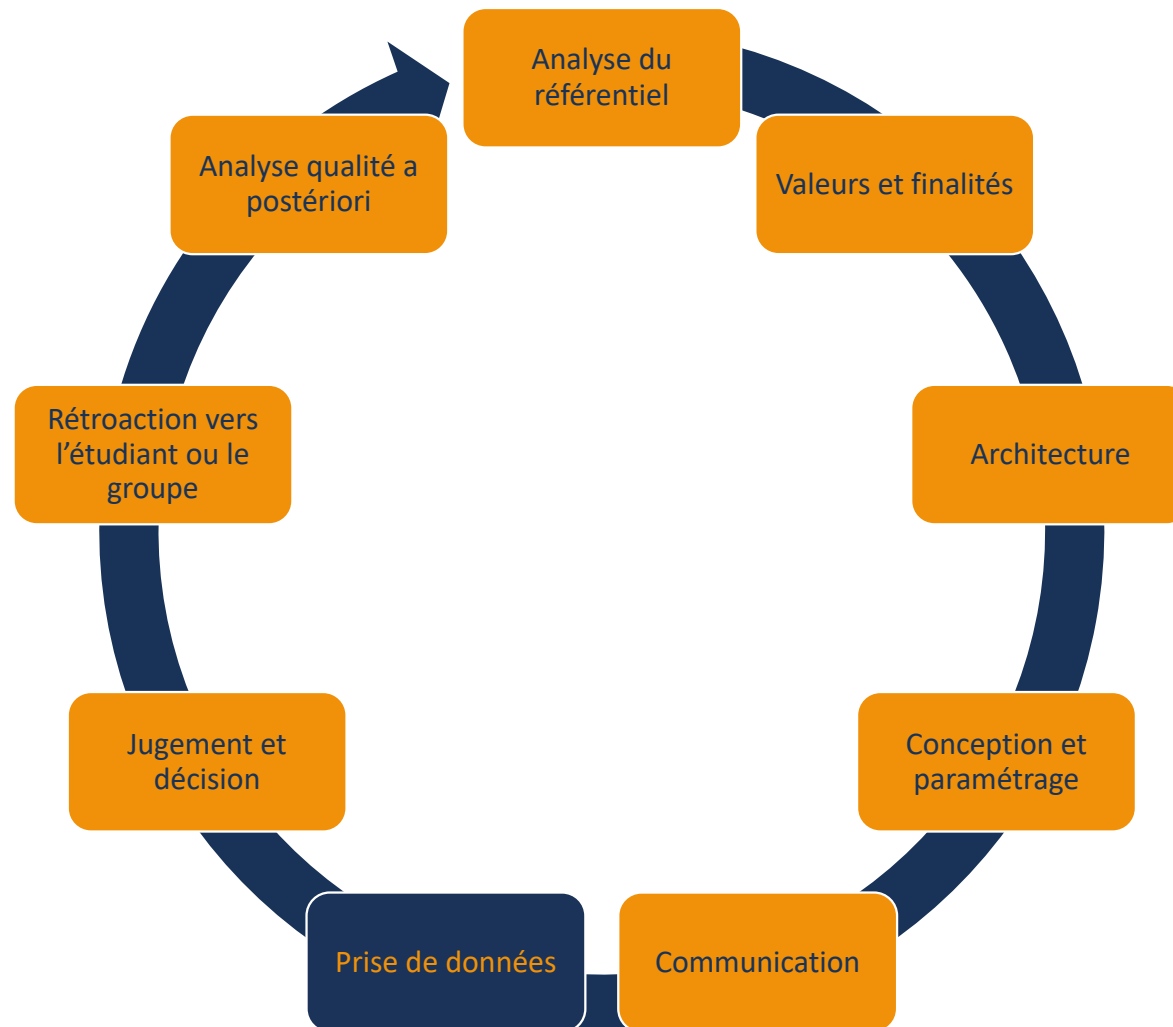 Analyse du
référentiel
Valeurs et finalités
Architecture
Conception et
paramétrage
Communication
Prise de données
Jugement et
décision
Rétroaction vers
l’étudiant ou le
groupe
Analyse qualité a
postériori